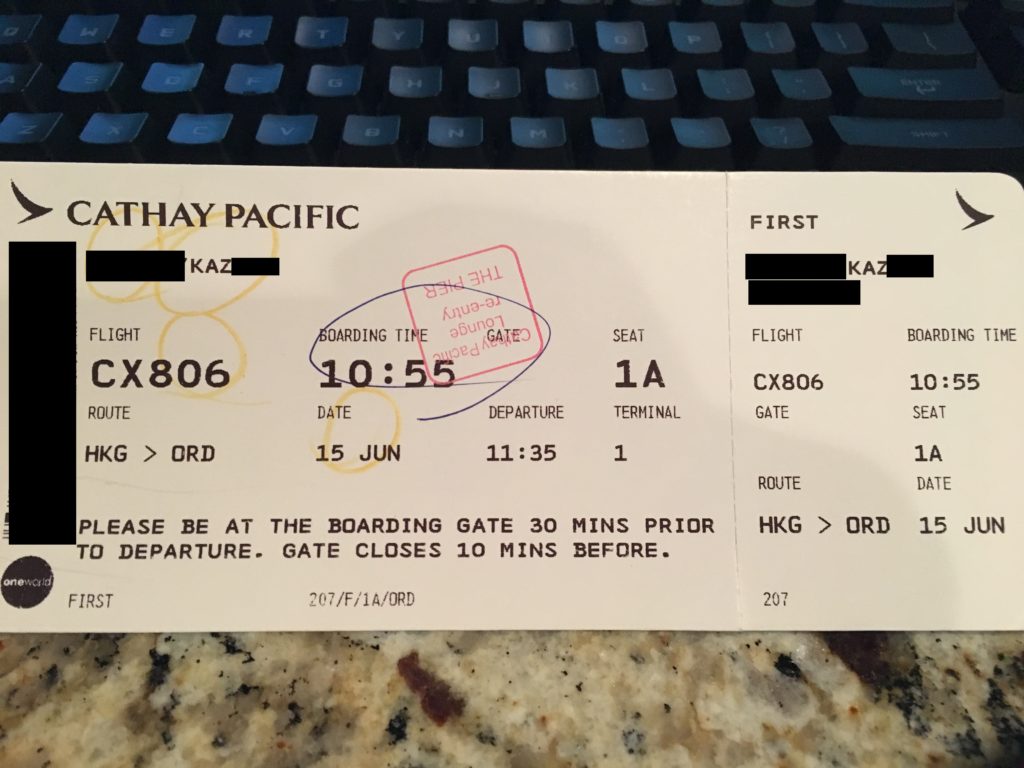 Q W E R T Y U I O P { }
A S D F G H J K L : " ENTER
Z X C V B N M < > ? SHIFT
CATHAY PACIFIC
/KAZ
THE PIER
re-entry
Lounge
Cathay Pacific
FLIGHT BOARDING TIME GATE SEAT
CX806 10:55 1A
ROUTE DATE DEPARTURE TERMINAL
HKG > ORD 15 JUN 11:35 1
PLEASE BE AT THE BOARDING GATE 30 MINS PRIOR
TO DEPARTURE. GATE CLOSES 10 MINS BEFORE.
oneworld
FIRST 207/F/1A/ORD
FIRST
KAZ
FLIGHT BOARDING TIME
CX806 10:55
GATE SEAT
1A
ROUTE DATE
HKG > ORD 15 JUN
207